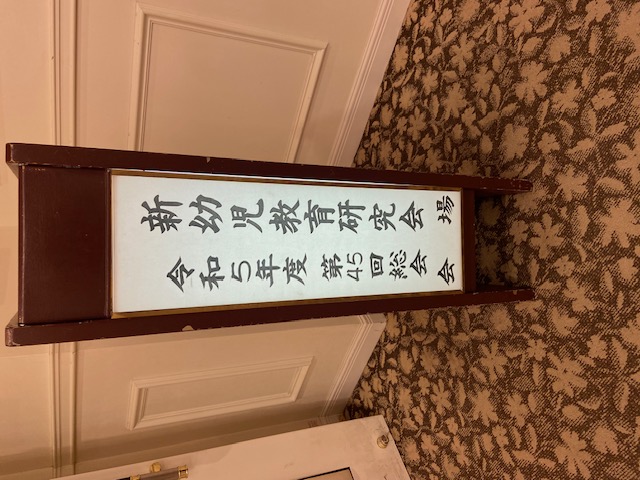 新幼児教育研究会
令和5年度 第45回総会
会場